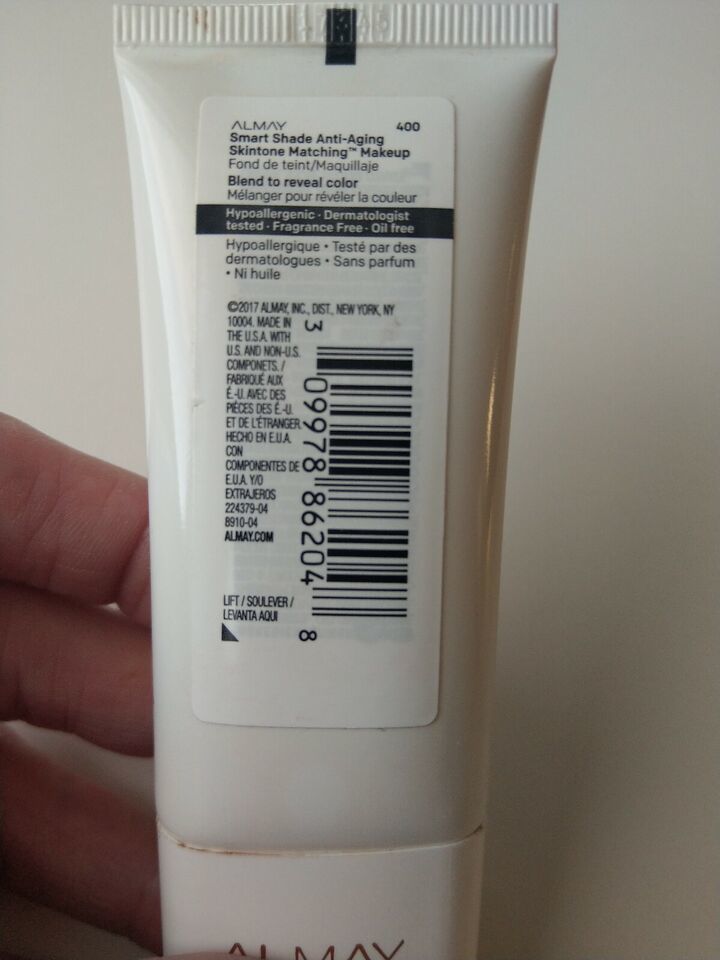 ALMAY 400
Smart Shade Anti-Aging
Skintone Matching™ Makeup
Fond de teint/Maquillaje
Blend to reveal color
Mélanger pour révéler la couleur
Hypoallergenic · Dermatologist
tested · Fragrance Free · Oil free
Hypoallergique • Testé par des
dermatologues • Sans parfum
• Ni huile
©2017 ALMAY, INC., DIST., NEW YORK, NY
10004. MADE IN
THE U.S.A. WITH
U.S. AND NON-U.S.
COMPONETS. /
FABRIQUÉ AUX
É.-U. AVEC DES
PIÈCES DES É.-U.
ET DE L'ÉTRANGER.
HECHO EN E.U.A.
CON
COMPONENTES DE
E.U.A. Y/O
EXTRAJEROS
224379-04
8910-04
ALMAY.COM
3 09978 86204 8
LIFT / SOULEVER /
LEVANTA AQUI
ALMAY